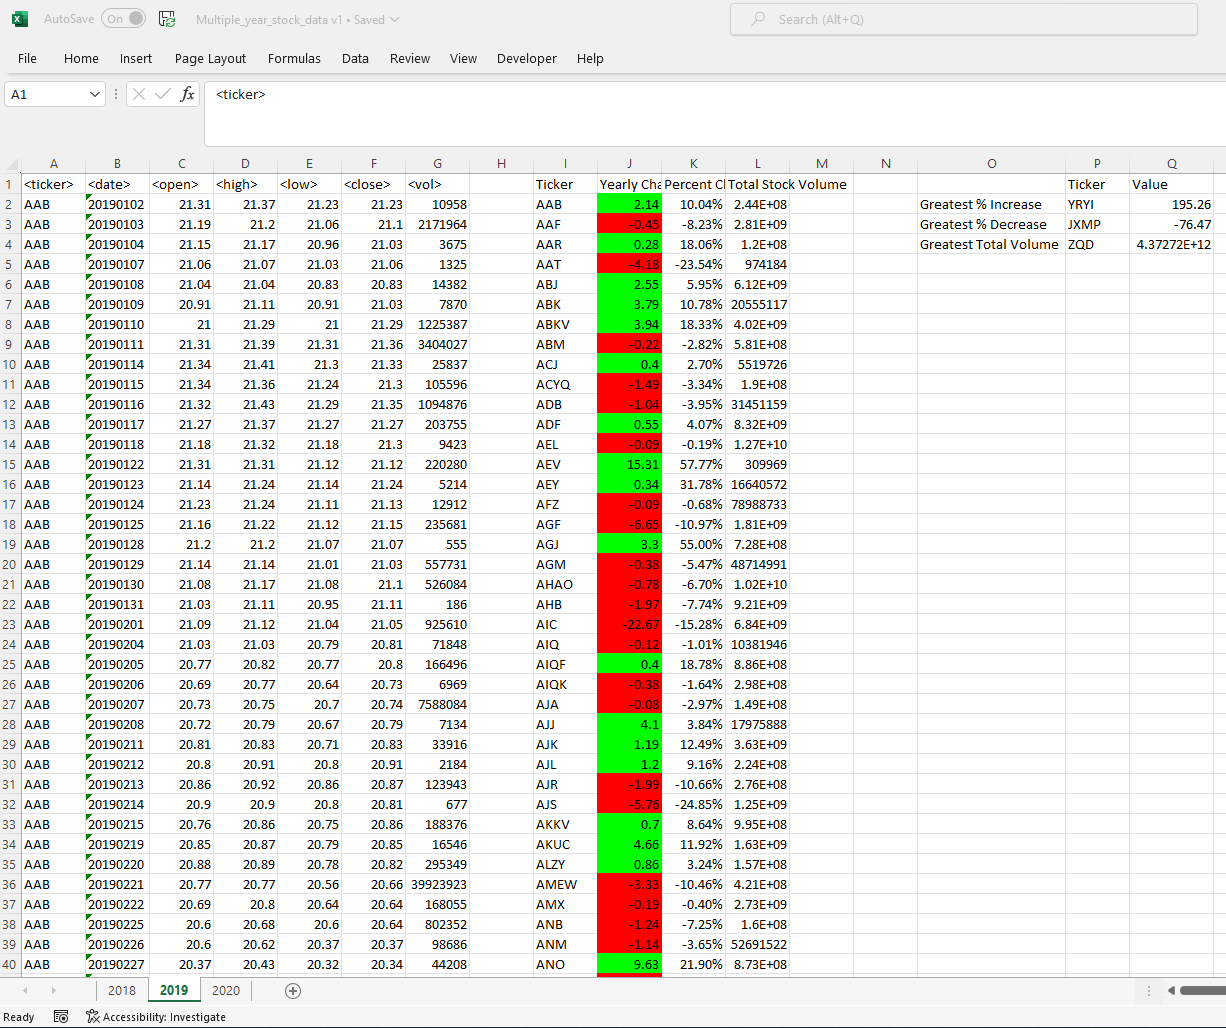 AutoSave On Multiple_year_stock_data v1 • Saved Search (Alt+Q)
File Home Insert Page Layout Formulas Data Review View Developer Help
A1 fx <ticker>
A B C D E F G H I J K L M N O P Q
1 <ticker> <date> <open> <high> <low> <close> <vol> Ticker Yearly Cha Percent Cl Total Stock Volume Ticker Value
2 AAB 20190102 21.31 21.37 21.23 21.23 10958 AAB 2.14 10.04% 2.44E+08 Greatest % Increase YRYI 195.26
3 AAB 20190103 21.19 21.2 21.06 21.1 2171964 AAF -0.45 -8.23% 2.81E+09 Greatest % Decrease JXMP -76.47
4 AAB 20190104 21.15 21.17 20.96 21.03 3675 AAR 0.28 18.06% 1.2E+08 Greatest Total Volume ZQD 4.37272E+12
5 AAB 20190107 21.06 21.07 21.03 21.06 1325 AAT -4.18 -23.54% 974184
6 AAB 20190108 21.04 21.04 20.83 20.83 14382 ABJ 2.55 5.95% 6.12E+09
7 AAB 20190109 20.91 21.11 20.91 21.03 7870 ABK 3.79 10.78% 20555117
8 AAB 20190110 21 21.29 21 21.29 1225387 ABKV 3.94 18.33% 4.02E+09
9 AAB 20190111 21.31 21.39 21.31 21.36 3404027 ABM -0.22 -2.82% 5.81E+08
10 AAB 20190114 21.34 21.41 21.3 21.33 25837 ACJ 0.4 2.70% 5519726
11 AAB 20190115 21.34 21.36 21.24 21.3 105596 ACYQ -1.49 -3.34% 1.9E+08
12 AAB 20190116 21.32 21.43 21.29 21.35 1094876 ADB -1.04 -3.95% 31451159
13 AAB 20190117 21.27 21.37 21.27 21.27 203755 ADF 0.55 4.07% 8.32E+09
14 AAB 20190118 21.18 21.32 21.18 21.3 9423 AEL -0.09 -0.19% 1.27E+10
15 AAB 20190122 21.31 21.31 21.12 21.12 220280 AEV 15.31 57.77% 309969
16 AAB 20190123 21.14 21.24 21.14 21.24 5214 AEY 0.34 31.78% 16640572
17 AAB 20190124 21.23 21.24 21.11 21.13 12912 AFZ -0.09 -0.68% 78988733
18 AAB 20190125 21.16 21.22 21.12 21.15 235681 AGF -6.65 -10.97% 1.81E+09
19 AAB 20190128 21.2 21.2 21.07 21.07 555 AGJ 3.3 55.00% 7.28E+08
20 AAB 20190129 21.14 21.14 21.01 21.03 557731 AGM -0.38 -5.47% 48714991
21 AAB 20190130 21.08 21.17 21.08 21.1 526084 AHAO -0.78 -6.70% 1.02E+10
22 AAB 20190131 21.03 21.11 20.95 21.11 186 AHB -1.97 -7.74% 9.21E+09
23 AAB 20190201 21.09 21.12 21.04 21.05 925610 AIC -22.67 -15.28% 6.84E+09
24 AAB 20190204 21.03 21.03 20.79 20.81 71848 AIQ -0.12 -1.01% 10381946
25 AAB 20190205 20.77 20.82 20.77 20.8 166496 AIQF 0.4 18.78% 8.86E+08
26 AAB 20190206 20.69 20.77 20.64 20.73 6969 AIQK -0.38 -1.64% 2.98E+08
27 AAB 20190207 20.73 20.75 20.7 20.74 7588084 AJA -0.08 -2.97% 1.49E+08
28 AAB 20190208 20.72 20.79 20.67 20.79 7134 AJJ 4.1 3.84% 17975888
29 AAB 20190211 20.81 20.83 20.71 20.83 33916 AJK 1.19 12.49% 3.63E+09
30 AAB 20190212 20.8 20.91 20.8 20.91 2184 AJL 1.2 9.16% 2.24E+08
31 AAB 20190213 20.86 20.92 20.86 20.87 123943 AJR -1.99 -10.66% 2.76E+08
32 AAB 20190214 20.9 20.9 20.8 20.81 677 AJS -5.76 -24.85% 1.25E+09
33 AAB 20190215 20.76 20.86 20.75 20.86 188376 AKKV 0.7 8.64% 9.95E+08
34 AAB 20190219 20.85 20.87 20.79 20.85 16546 AKUC 4.66 11.92% 1.63E+09
35 AAB 20190220 20.88 20.89 20.78 20.82 295349 ALZY 0.86 3.24% 1.57E+08
36 AAB 20190221 20.77 20.77 20.56 20.66 39923923 AMEW -3.33 -10.46% 4.21E+08
37 AAB 20190222 20.69 20.8 20.64 20.64 168055 AMX -0.19 -0.40% 2.73E+09
38 AAB 20190225 20.6 20.68 20.6 20.64 802352 ANB -1.24 -7.25% 1.6E+08
39 AAB 20190226 20.6 20.62 20.37 20.37 98686 ANM -1.14 -3.65% 52691522
40 AAB 20190227 20.37 20.43 20.32 20.34 44208 ANO 9.63 21.90% 8.73E+08
2018 2019 2020
Ready Accessibility: Investigate